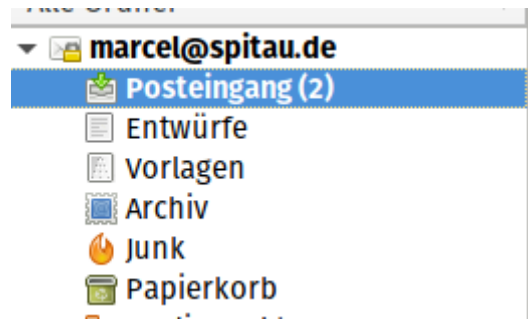 marcel@spitau.de
Posteingang (2)
Entwürfe
Vorlagen
Archiv
Junk
Papierkorb